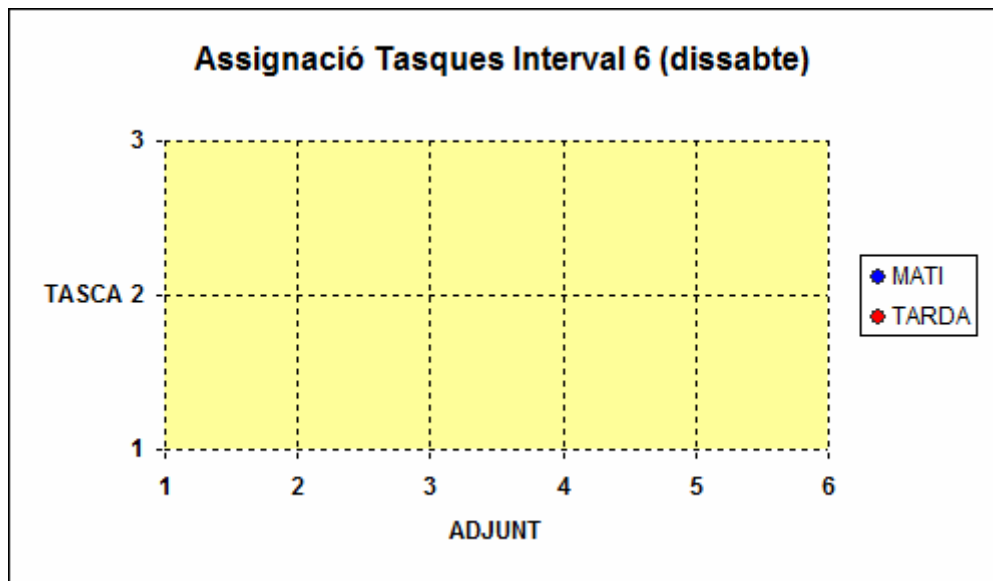 Assignació Tasques Interval 6 (dissabte)
3
TASCA 2
1
1 2 3 4 5 6
ADJUNT
MATI
TARDA